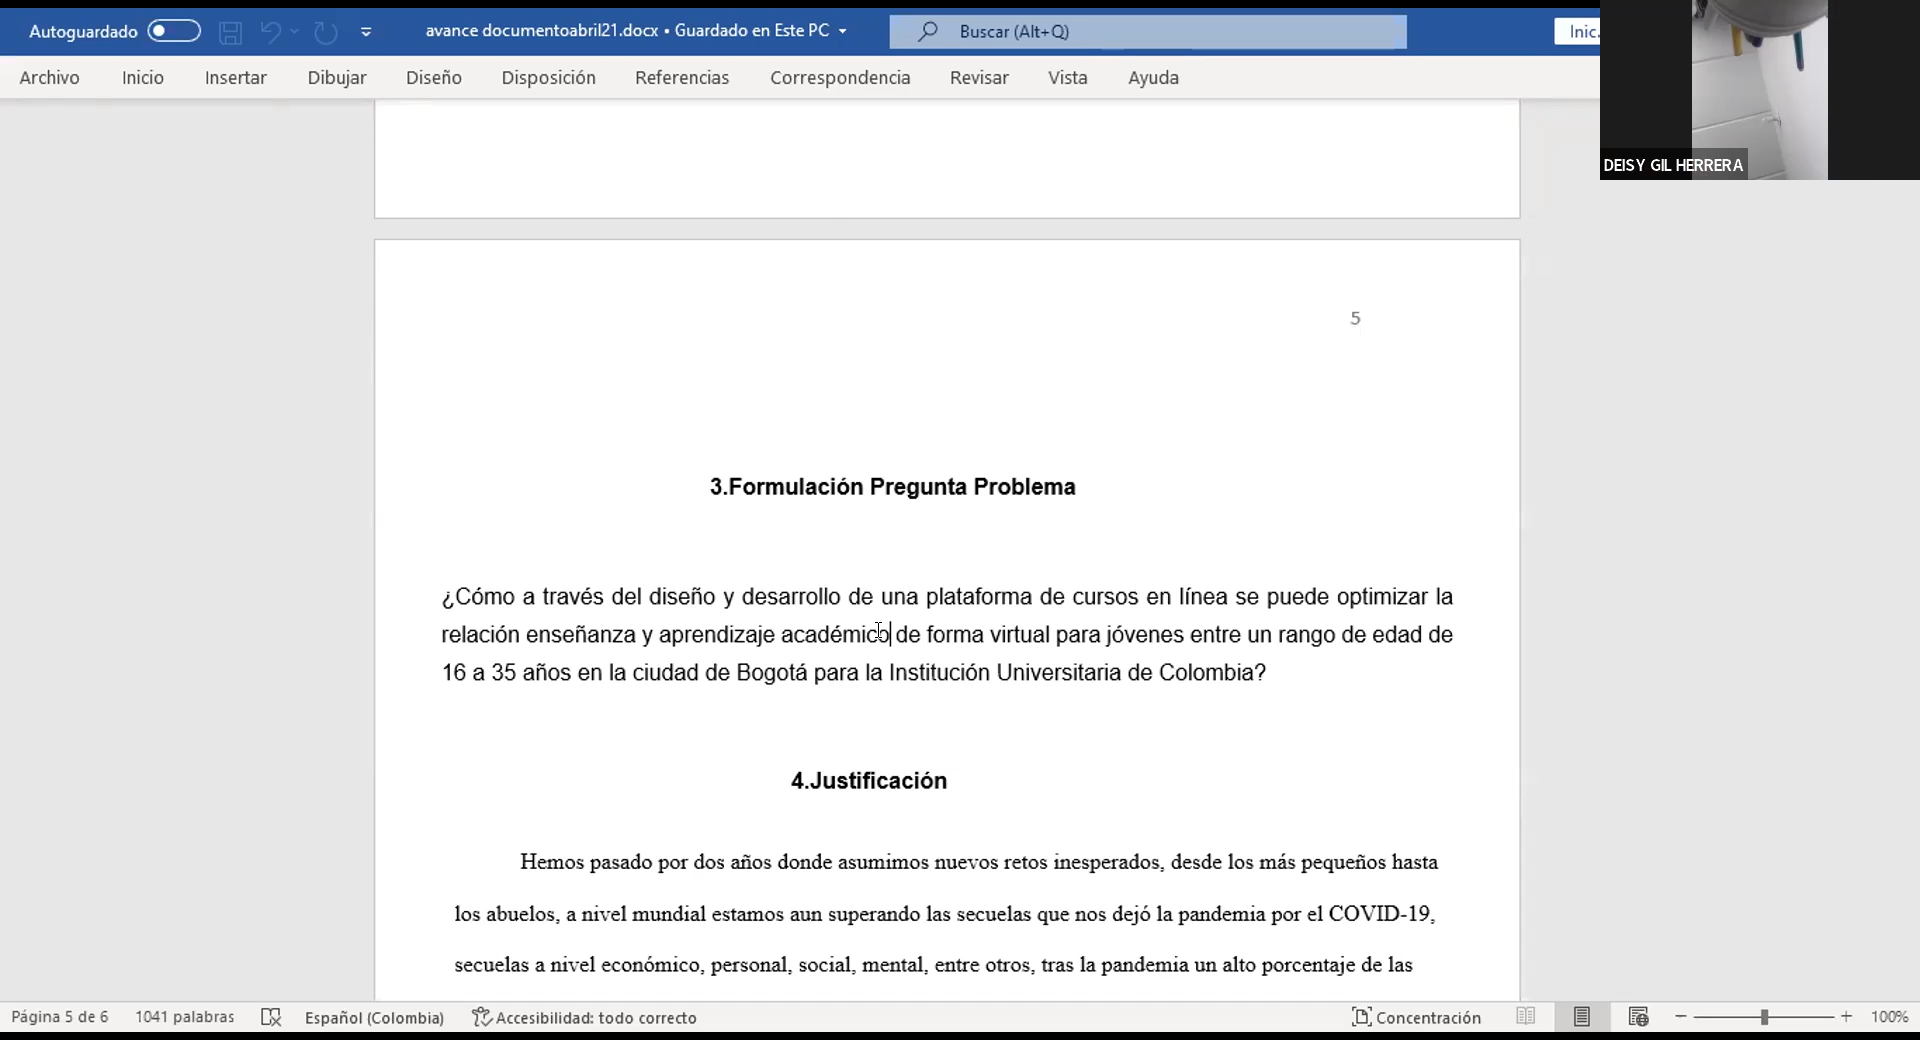 Autoguardado
avance documentoabril21.docx • Guardado en Este PC
Buscar (Alt+Q)
Inic.
Archivo Inicio Insertar Dibujar Diseño Disposición Referencias Correspondencia Revisar Vista Ayuda
DEISY GIL HERRERA
5
3.Formulación Pregunta Problema
¿Cómo a través del diseño y desarrollo de una plataforma de cursos en línea se puede optimizar la
relación enseñanza y aprendizaje académico de forma virtual para jóvenes entre un rango de edad de
16 a 35 años en la ciudad de Bogotá para la Institución Universitaria de Colombia?
4.Justificación
Hemos pasado por dos años donde asumimos nuevos retos inesperados, desde los más pequeños hasta
los abuelos, a nivel mundial estamos aun superando las secuelas que nos dejó la pandemia por el COVID-19,
secuelas a nivel económico, personal, social, mental, entre otros, tras la pandemia un alto porcentaje de las
Página 5 de 6 1041 palabras Español (Colombia) Accesibilidad: todo correcto Concentración 100%